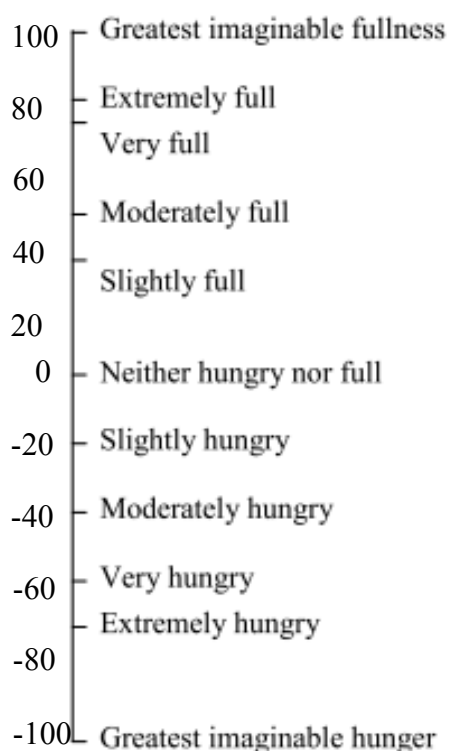 100 Greatest imaginable fullness
80 Extremely full
Very full
60
Moderately full
40
Slightly full
20
0 Neither hungry nor full
-20 Slightly hungry
-40 Moderately hungry
-60 Very hungry
Extremely hungry
-80
-100 Greatest imaginable hunger